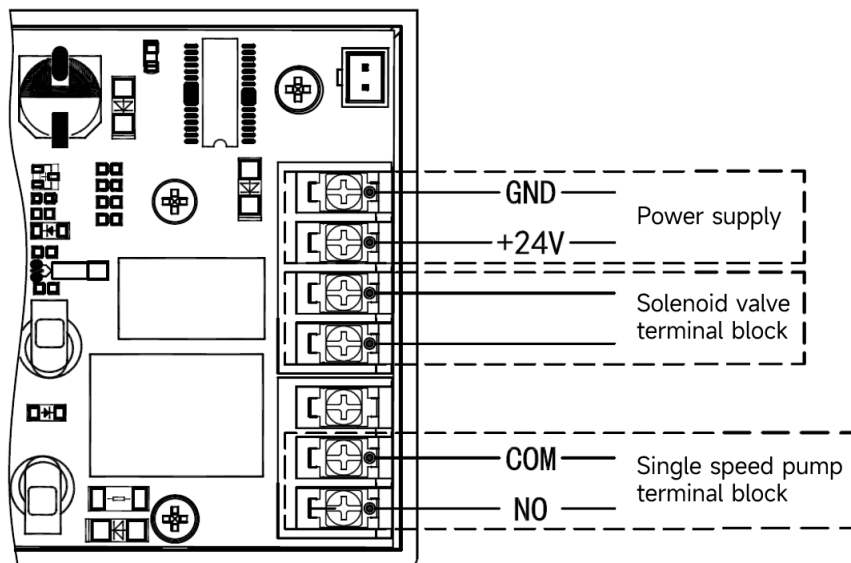 GND
+24V
Power supply
Solenoid valve
terminal block
COM
NO
Single speed pump
terminal block